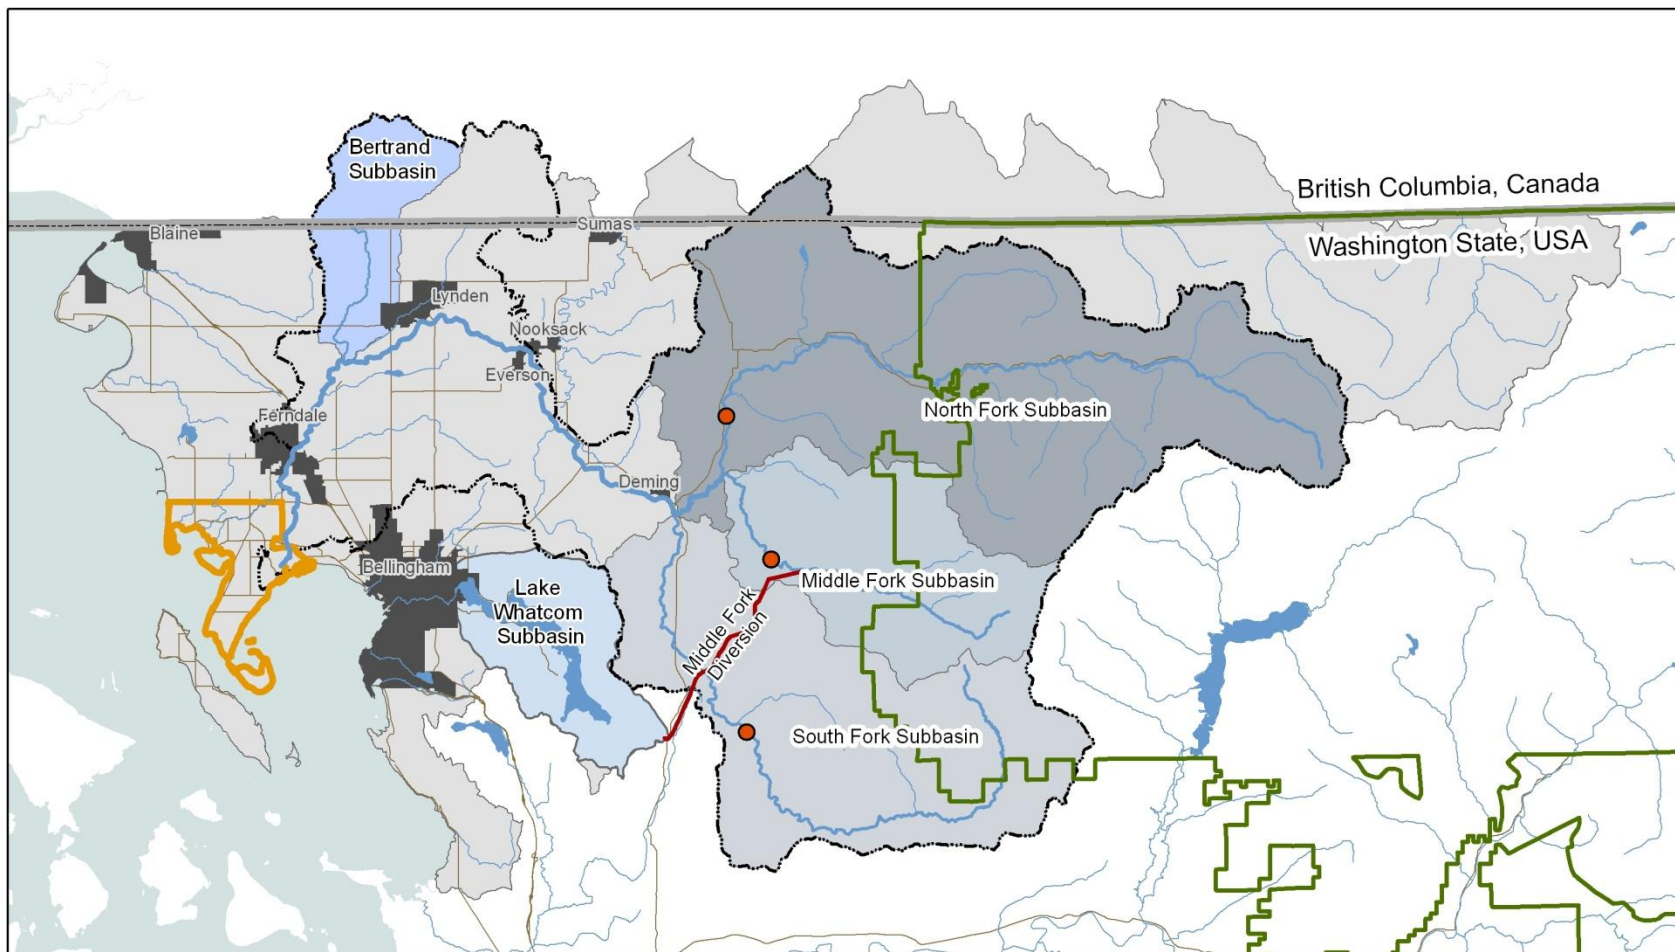 Bertrand
Subbasin
British Columbia, Canada
Washington State, USA
Blaine
Sumas
Lynden
Nooksack
Everson
Ferndale
North Fork Subbasin
Deming
Bellingham
Lake
Whatcom
Subbasin
Middle Fork Subbasin
Middle Fork
Diversion
South Fork Subbasin